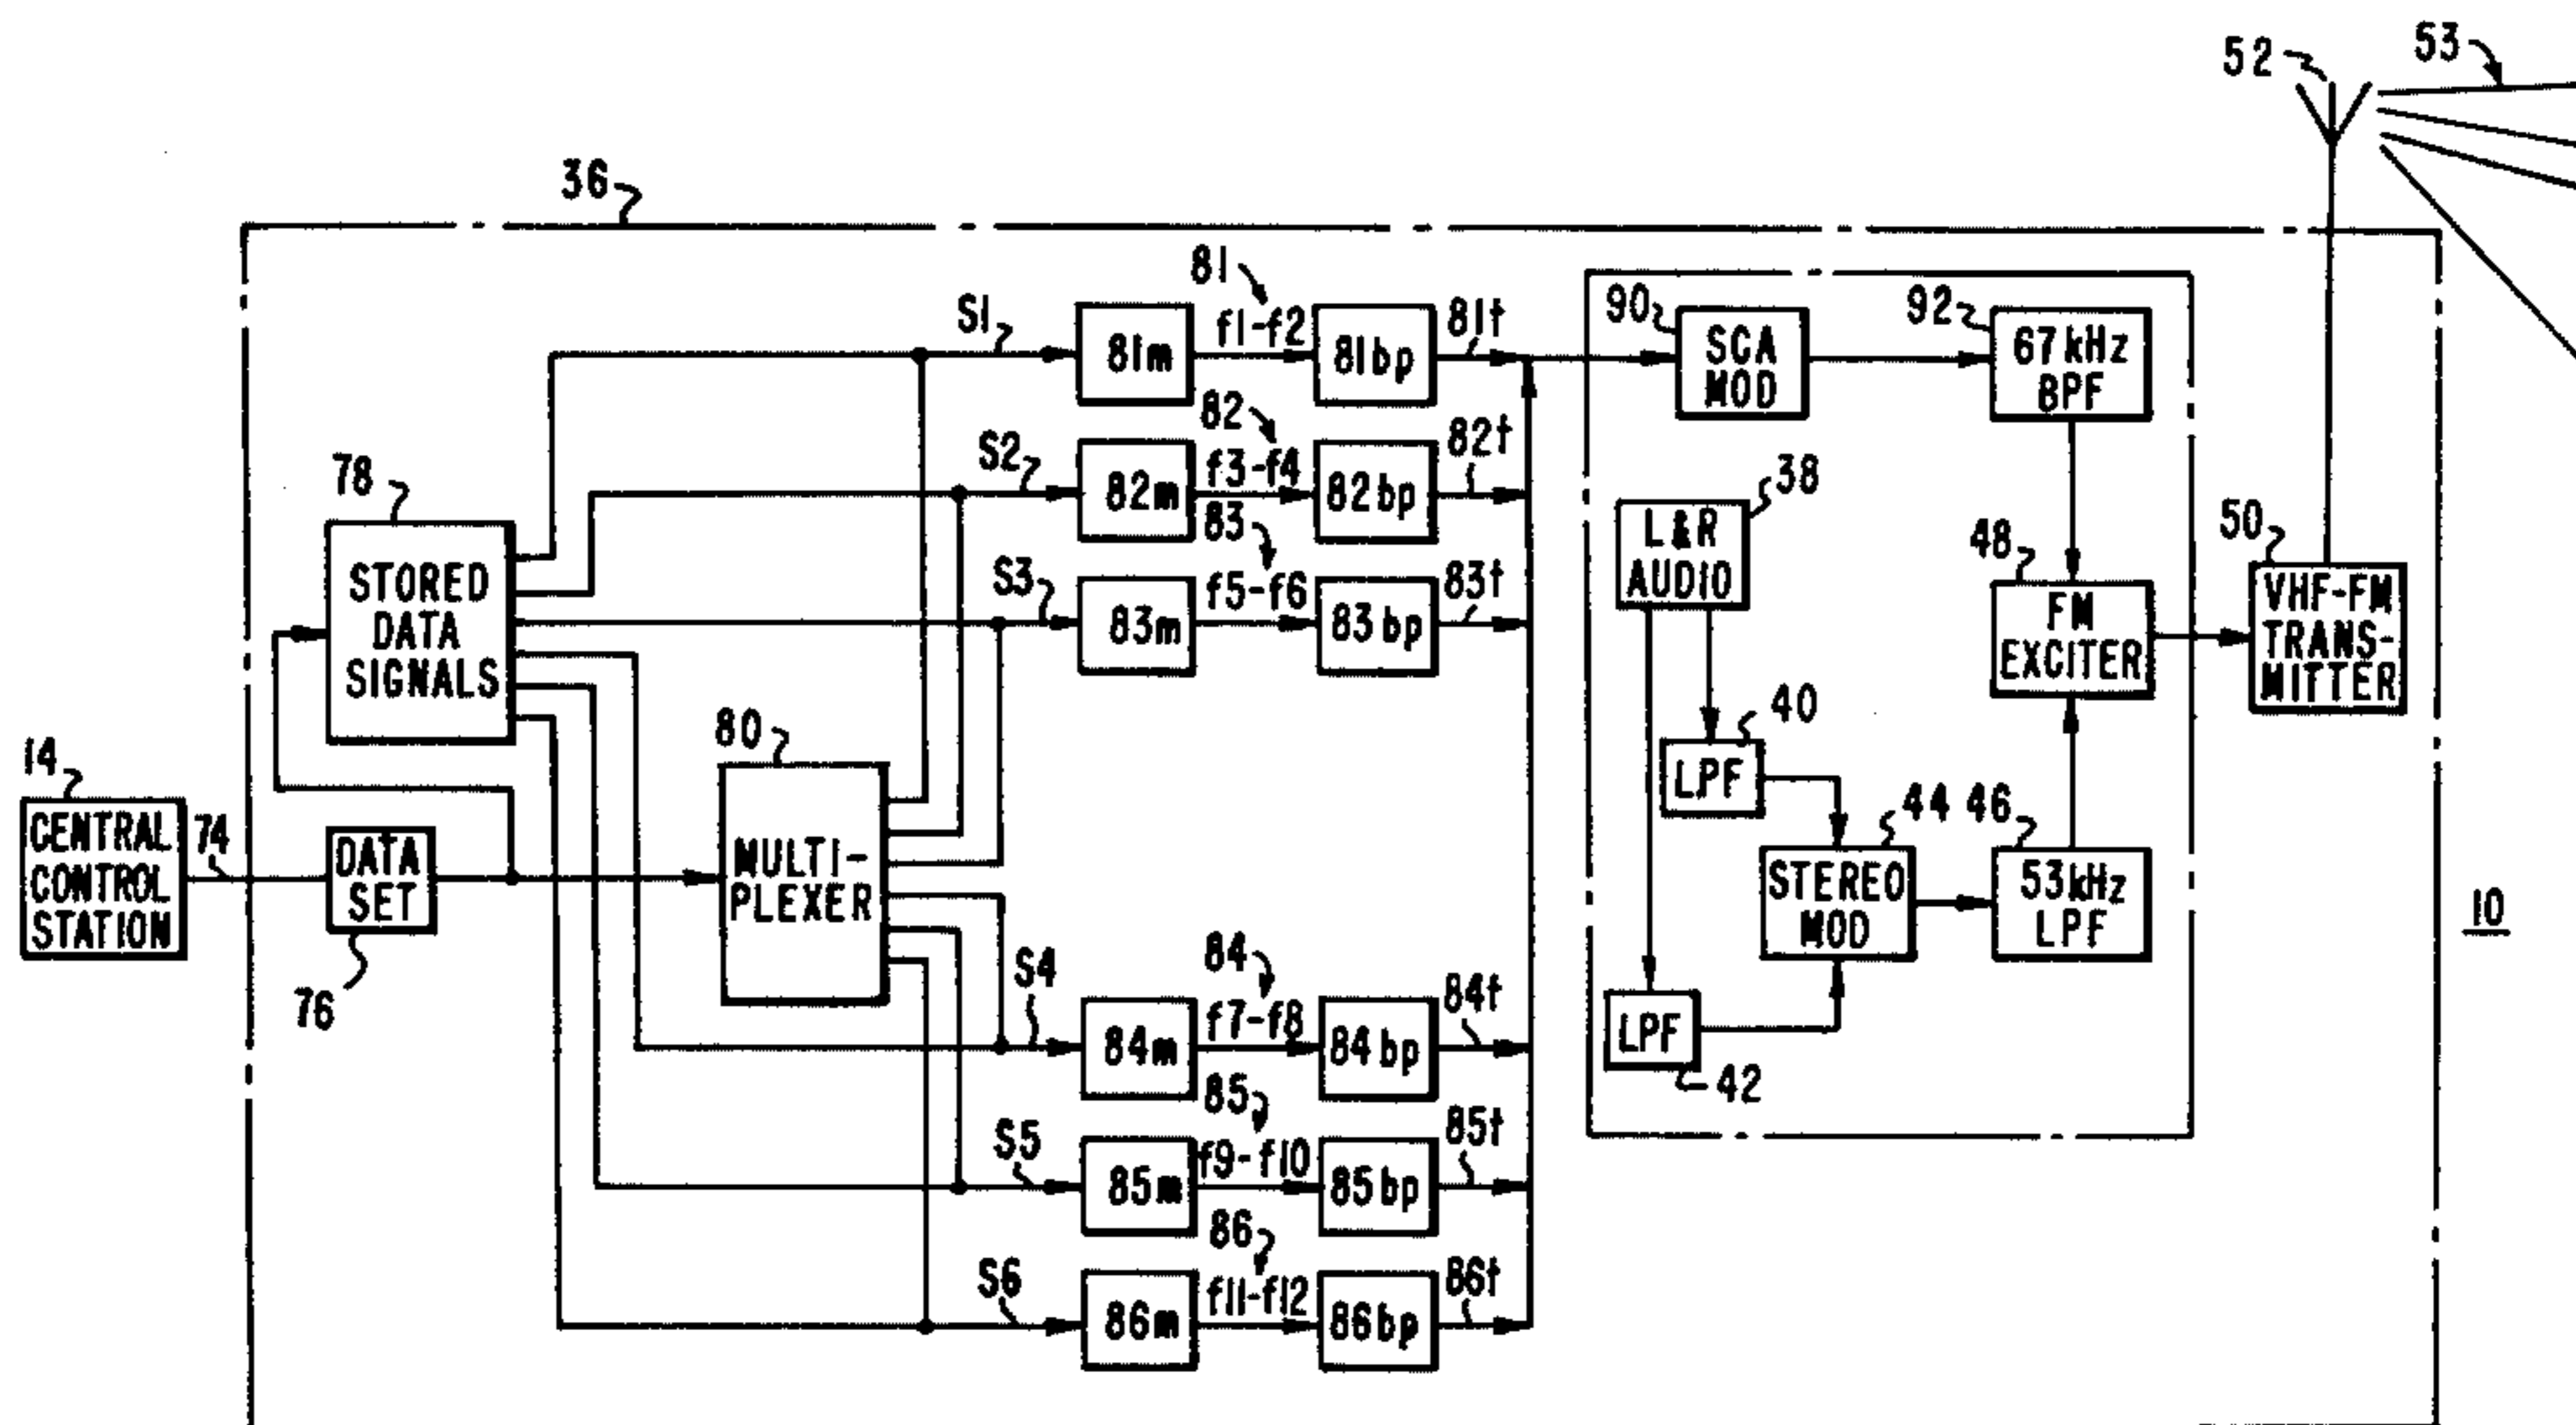 52
53
36
81
S1
81m
f1-f2
81bp
81t
90
SCA
MOD
92
67kHz
BPF
82
S2
82m
f3-f4
82bp
82t
78
STORED
DATA
SIGNALS
83
S3
83m
f5-f6
83bp
83t
38
L&R
AUDIO
48
FM
EXCITER
50
VHF-FM
TRANS-
MITTER
80
MULTI-
PLEXER
40
LPF
14
CENTRAL
CONTROL
STATION
74
DATA
SET
76
44
STEREO
MOD
46
53kHz
LPF
10
84
S4
84m
f7-f8
84bp
84t
LPF
42
85
S5
85m
f9-f10
85bp
85t
86
S6
86m
f11-f12
86bp
86t